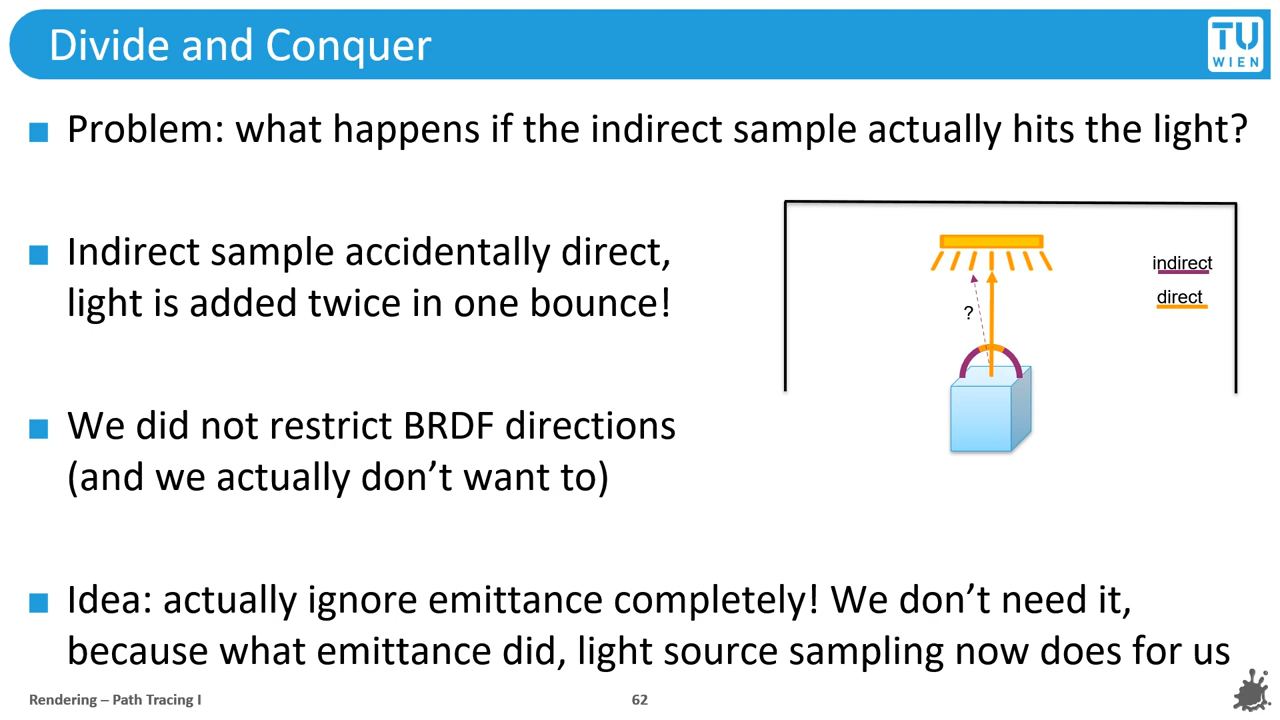 Divide and Conquer
TU
WIEN
Problem: what happens if the indirect sample actually hits the light?
Indirect sample accidentally direct,
light is added twice in one bounce!
indirect
direct
?
We did not restrict BRDF directions
(and we actually don’t want to)
Idea: actually ignore emittance completely! We don’t need it,
because what emittance did, light source sampling now does for us
Rendering – Path Tracing I
62